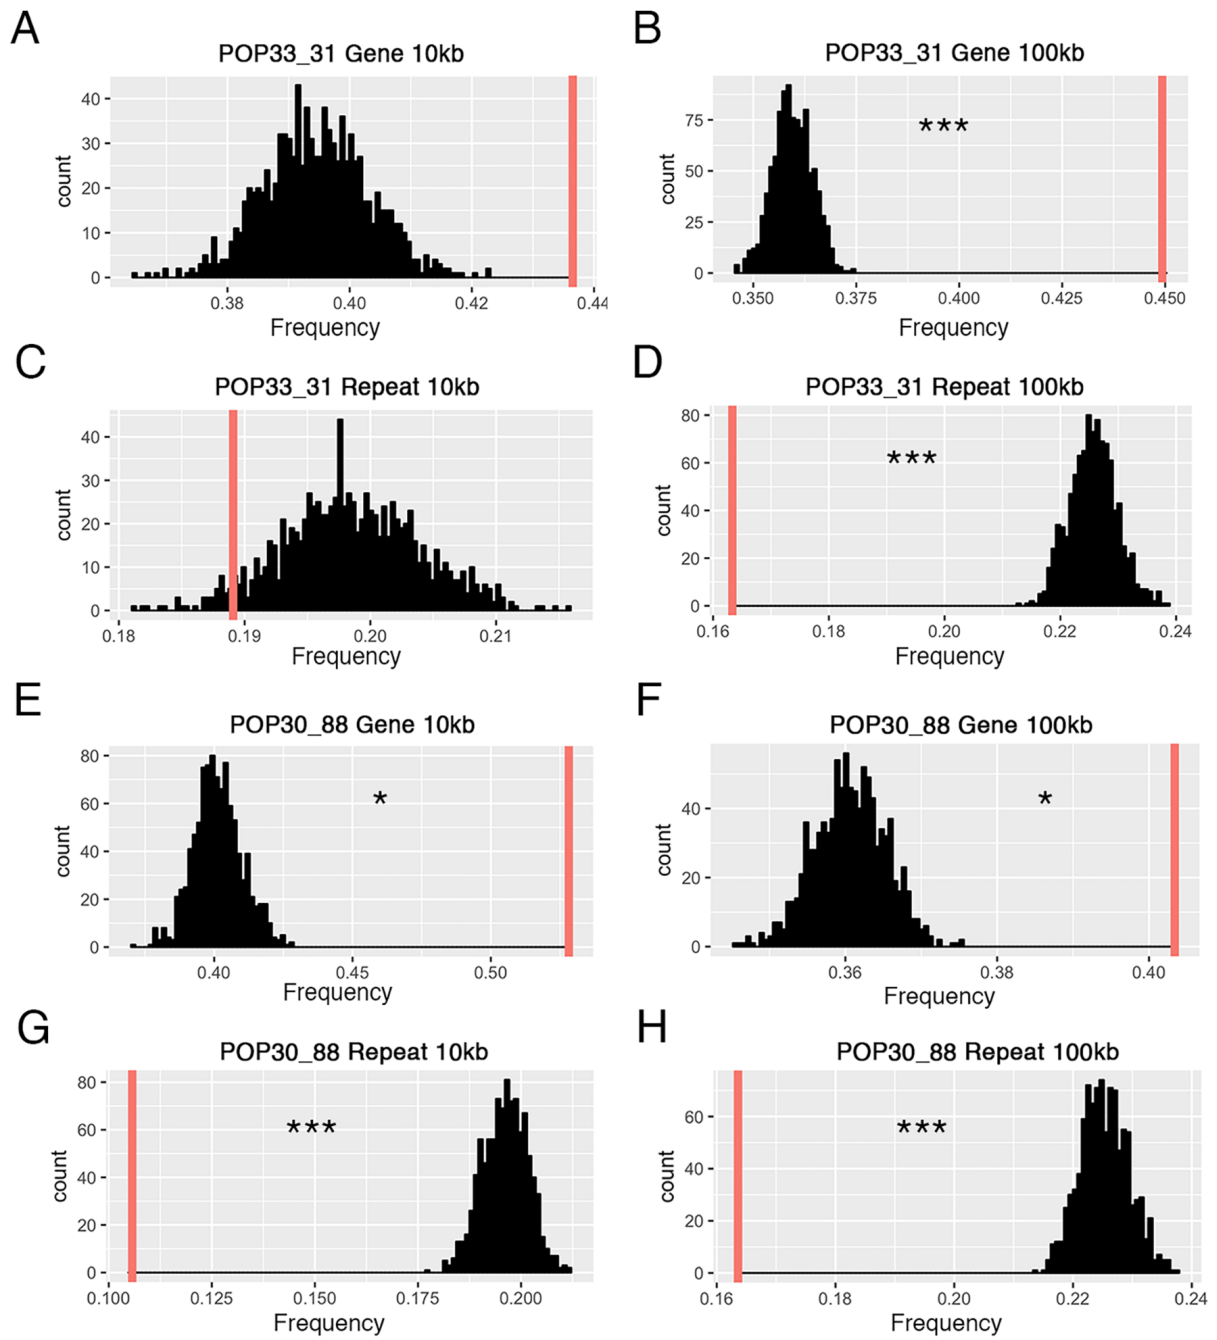 A
POP33_31 Gene 10kb
40
30
20
10
0
count
0.38 0.40 0.42 0.44
Frequency
B
POP33_31 Gene 100kb
75
50
25
0
count
***
0.350 0.375 0.400 0.425 0.450
Frequency
C
POP33_31 Repeat 10kb
40
30
20
10
0
count
0.18 0.19 0.20 0.21
Frequency
D
POP33_31 Repeat 100kb
80
60
40
20
0
count
***
0.16 0.18 0.20 0.22 0.24
Frequency
E
POP30_88 Gene 10kb
80
60
40
20
0
count
*
0.40 0.45 0.50
Frequency
F
POP30_88 Gene 100kb
40
20
0
count
*
0.36 0.38 0.40
Frequency
G
POP30_88 Repeat 10kb
80
60
40
20
0
count
***
0.100 0.125 0.150 0.175 0.200
Frequency
H
POP30_88 Repeat 100kb
60
40
20
0
count
***
0.16 0.18 0.20 0.22 0.24
Frequency